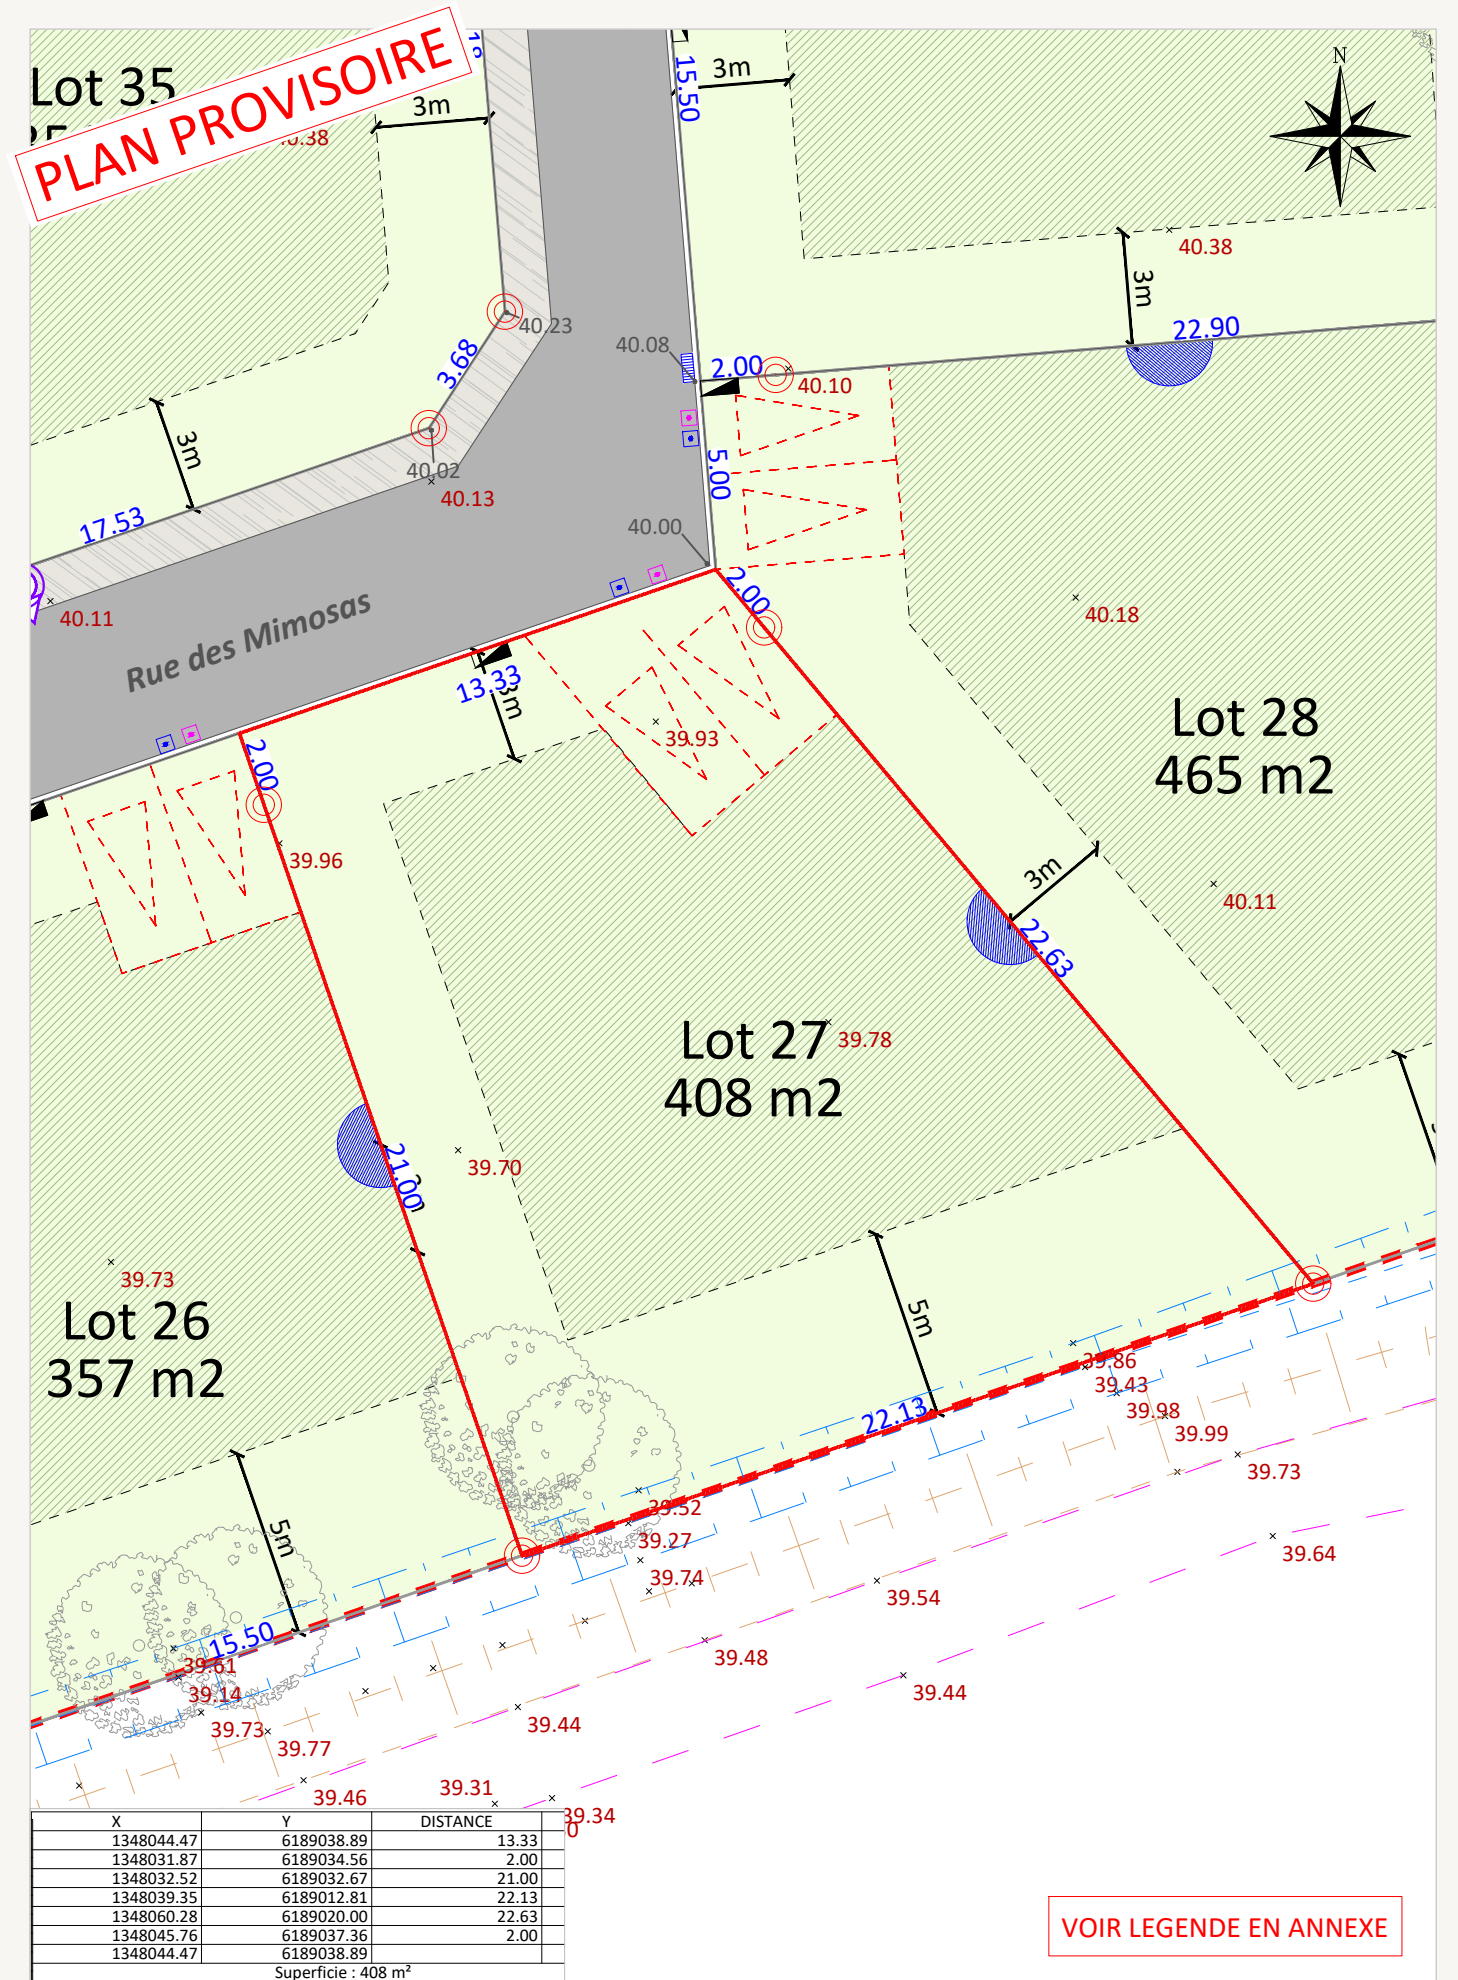 PLAN PROVISOIRE
Lot 35
N
3m
15.50
3m
40.38
3m
40.23
40.08
22.90
3.68
2.00
40.10
3m
40.02
40.13
5.00
17.53
40.00
2.00
40.11
40.18
Rue des Mimosas
13.33
3m
39.93
Lot 28
465 m2
2.00
39.96
3m
40.11
22.63
Lot 27
408 m2
39.78
21.00
39.70
39.73
Lot 26
357 m2
5m
39.86
39.43
39.98
39.99
39.73
22.13
39.52
39.27
39.74
39.64
39.54
5m
15.50
39.61
39.14
39.73
39.77
39.48
39.44
39.44
39.46
39.31
39.34
X Y DISTANCE
1348044.47 6189038.89 13.33
1348031.87 6189034.56 2.00
1348032.52 6189032.67 21.00
1348039.35 6189012.81 22.13
1348060.28 6189020.00 22.63
1348045.76 6189037.36 2.00
1348044.47 6189038.89
Superficie : 408 m²
VOIR LEGENDE EN ANNEXE